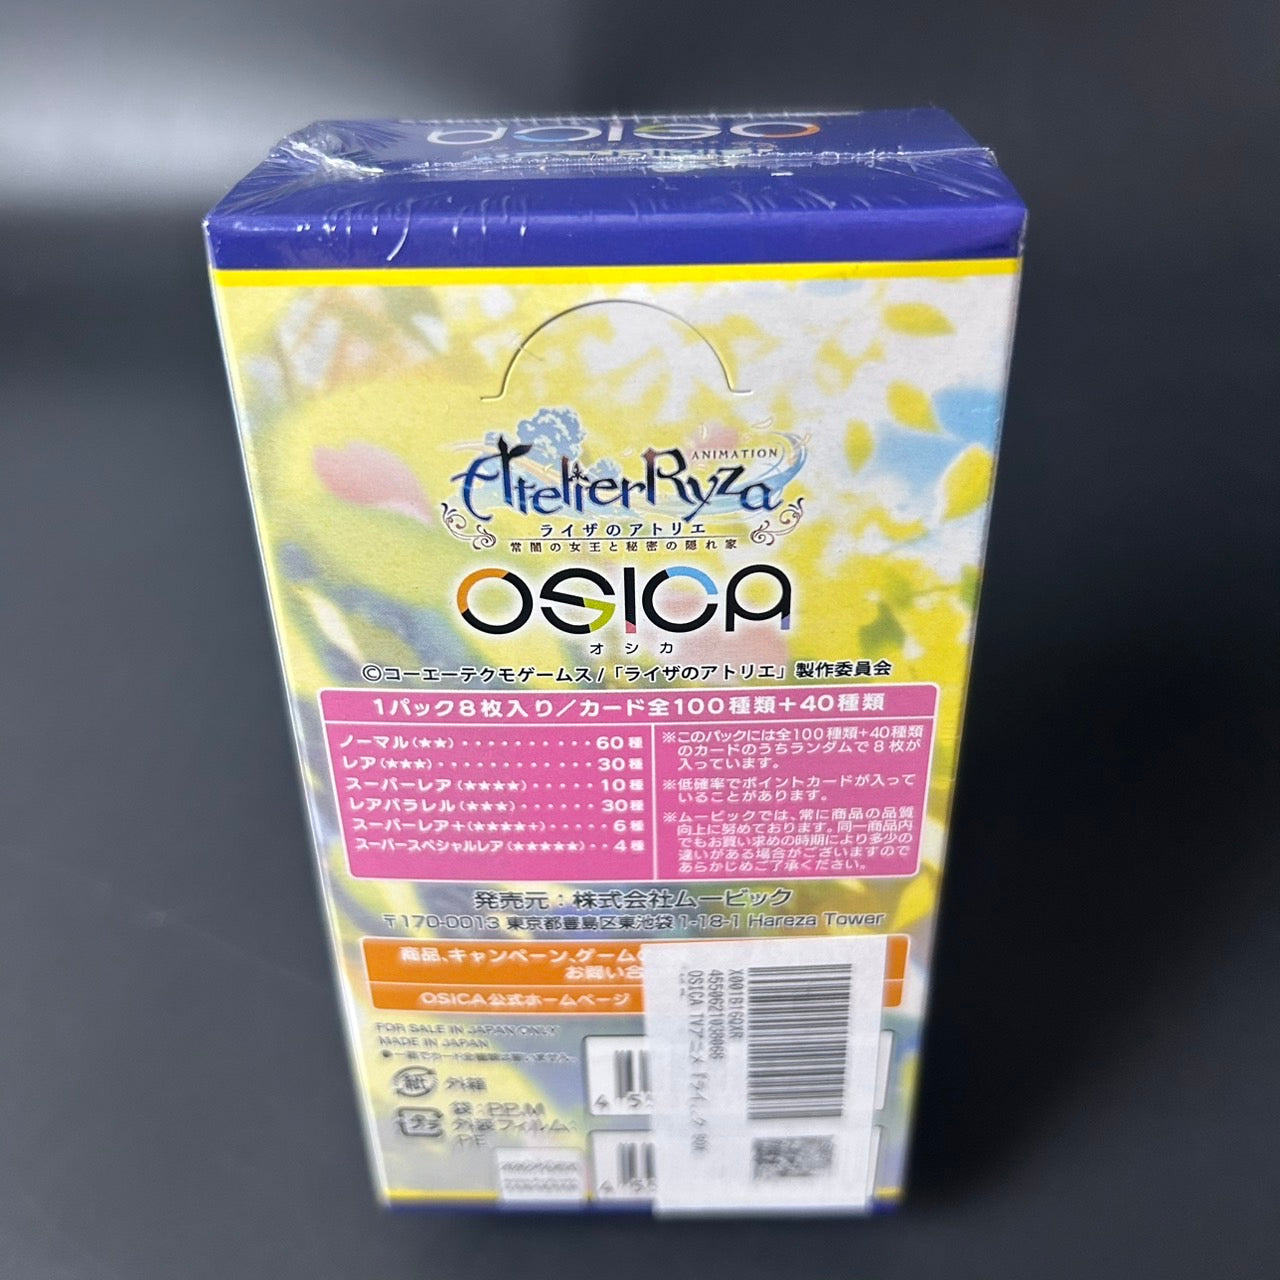 OSICA
Atelier Ryza
ANIMATION
ライザのアトリエ
常闇の女王と秘密の隠れ家
OSICA
オシカ
©コーエーテクモゲームス/「ライザのアトリエ」製作委員会
1パック8枚入り/カード全100種類+40種類
ノーマル(★★)・・・・・・・・・・60種
レア(★★★)・・・・・・・・・・・・30種
スーパーレア(★★★★)・・・・・10種
レアパラレル(★★★)・・・・・・30種
スーパーレア+(★★★★+)・・・・・6種
スーパースペシャルレア(★★★★★)・・4種
※このパックには全100種類+40種類
のカードのうちランダムで8枚が
入っています。
※低確率でポイントカードが入って
いることがあります。
※ムービックでは、常に商品の品質
向上に努めております。同一商品内
でもお買い求めの時期により多少の
違いがある場合がございますので
あらかじめご了承ください。
発売元:株式会社ムービック
〒170-0013 東京都豊島区東池袋1-18-1 Hareza Tower
商品、キャンペーン、ゲームの
お問い合
OSICA公式ホームページ
FOR SALE IN JAPAN ONLY
MADE IN JAPAN
紙 外箱
袋:PP,M
外装フィルム:
PP
4 55
4 55
4550621038068
OSICA TVアニメ『ライ
BOX